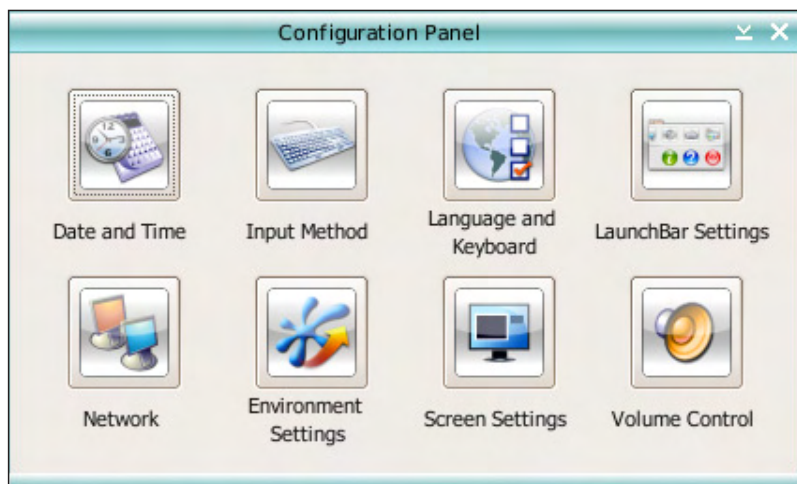 Configuration Panel
Date and Time
Input Method
Language and
Keyboard
LaunchBar Settings
Network
Environment
Settings
Screen Settings
Volume Control